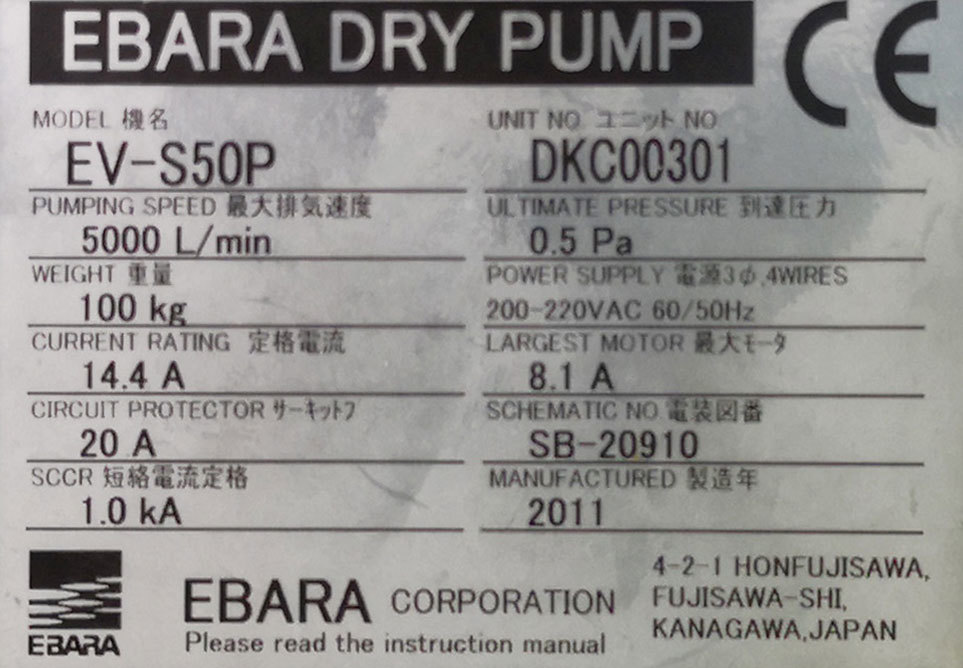 EBARA DRY PUMP CE
MODEL 機名
EV-S50P
UNIT NO ユニット NO
DKC00301
PUMPING SPEED 最大排気速度
5000 L/min
ULTIMATE PRESSURE 到達圧力
0.5 Pa
WEIGHT 重量
100 kg
POWER SUPPLY 電源3φ,4WIRES
200-220VAC 60/50Hz
CURRENT RATING 定格電流
14.4 A
LARGEST MOTOR 最大モータ
8.1 A
CIRCUIT PROTECTOR サーキットプ
20 A
SCHEMATIC NO. 電装図番
SB-20910
SCCR 短絡電流定格
1.0 kA
MANUFACTURED 製造年
2011
EBARA
EBARA CORPORATION
Please read the instruction manual
4-2-1 HONFUJISAWA,
FUJISAWA-SHI,
KANAGAWA,JAPAN